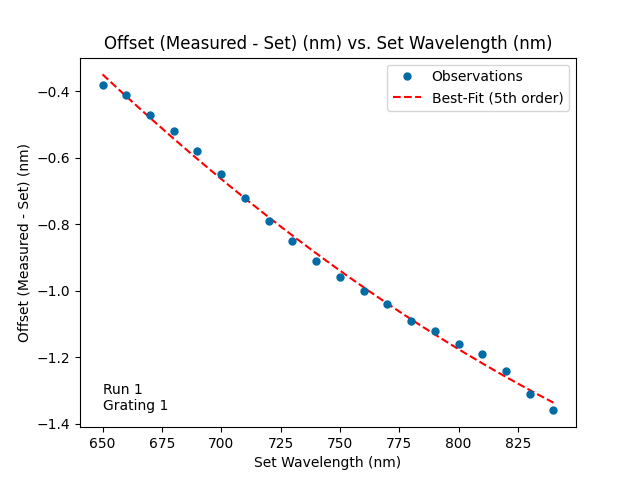 Offset (Measured - Set) (nm) vs. Set Wavelength (nm)
Observations
Best-Fit (5th order)
Offset (Measured - Set) (nm)
−0.4
−0.6
−0.8
−1.0
−1.2
−1.4
Run 1
Grating 1
650 675 700 725 750 775 800 825
Set Wavelength (nm)